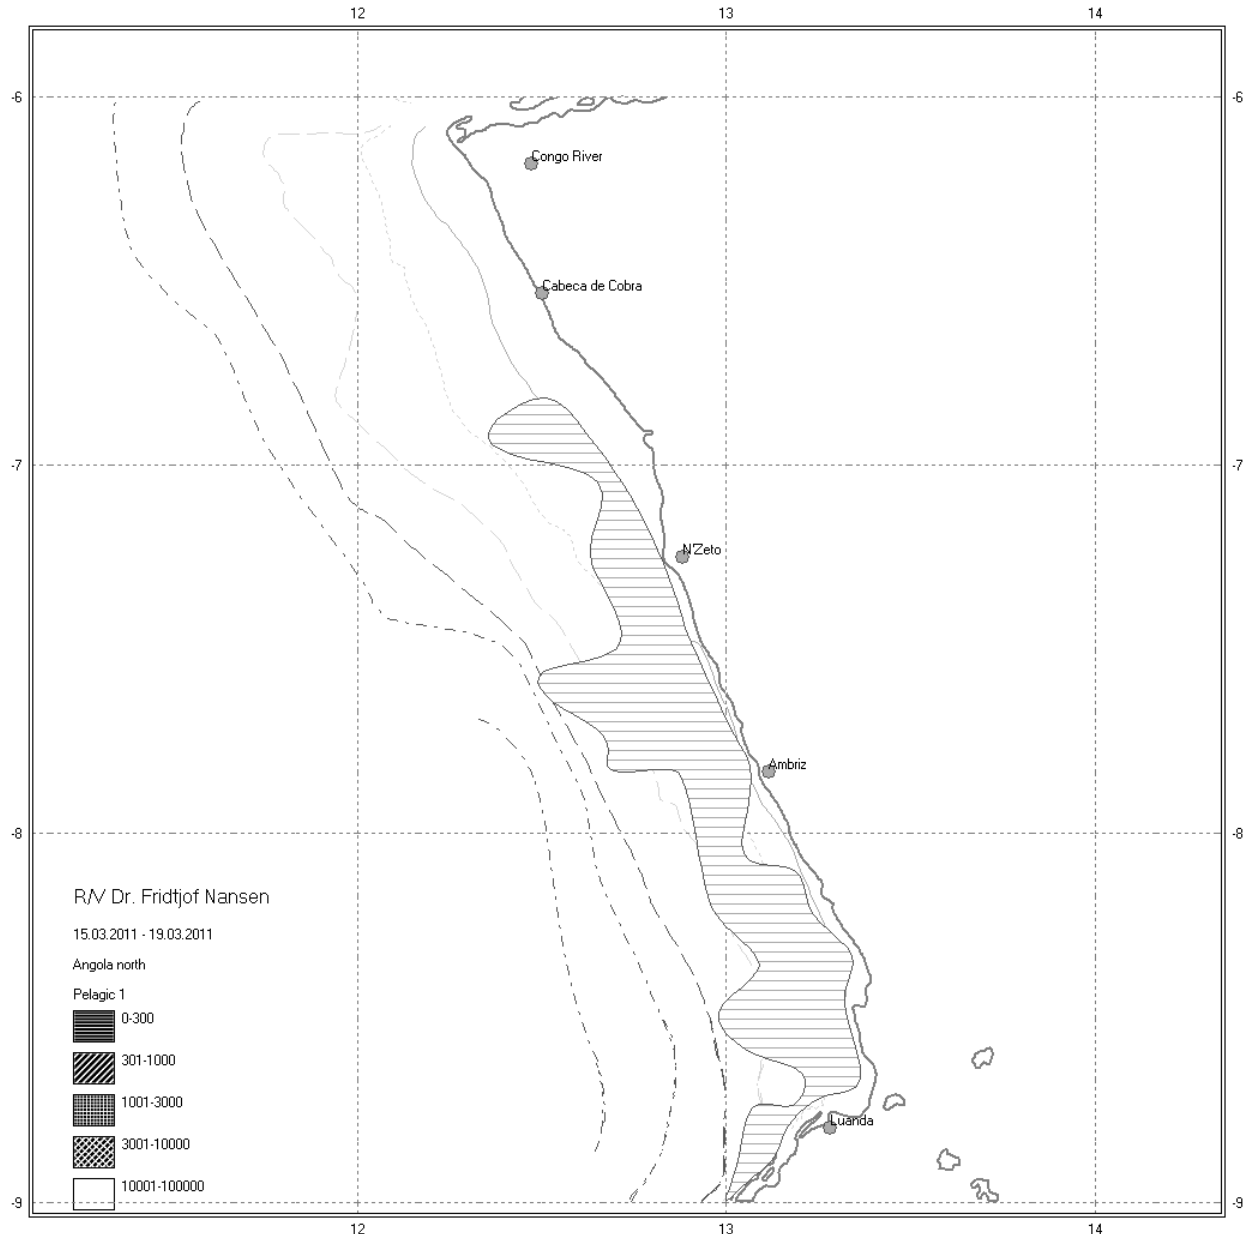 12 13 14
-6 -6
Congo River
Cabeca de Cobra
-7 -7
N'Zeto
Ambriz
-8 -8
R/V Dr. Fridtjof Nansen
15.03.2011 - 19.03.2011
Angola north
Pelagic 1
0-300
301-1000
1001-3000
Luanda
3001-10000
10001-100000
-9 -9
12 13 14